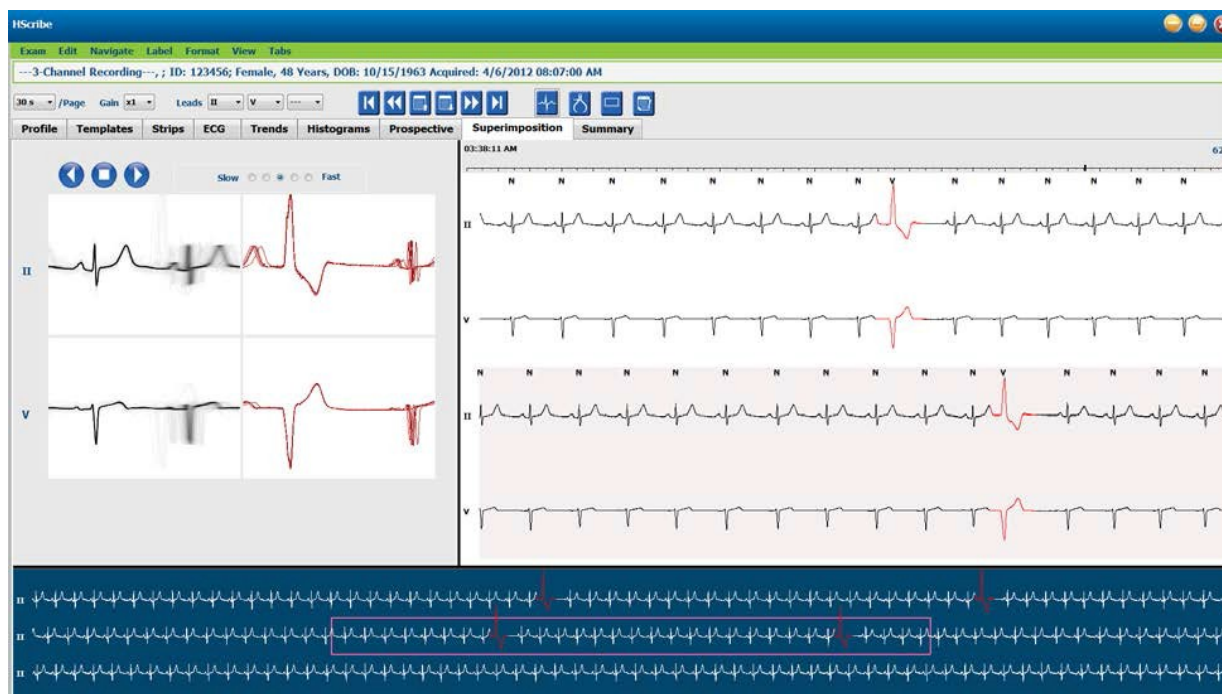 HScribe
Exam Edit Navigate Label Format View Tabs
---3-Channel Recording---, ; ID: 123456; Female, 48 Years, DOB: 10/15/1963 Acquired: 4/6/2012 08:07:00 AM
30 s /Page Gain x1 Leads II V ---
Profile Templates Strips ECG Trends Histograms Prospective Superimposition Summary
03:38:11 AM 62
Slow Fast
N N N N N N N N V N N N N N N
II
II
V
V
N N N N N N N N N N V N N N N
II
V
II
II
II